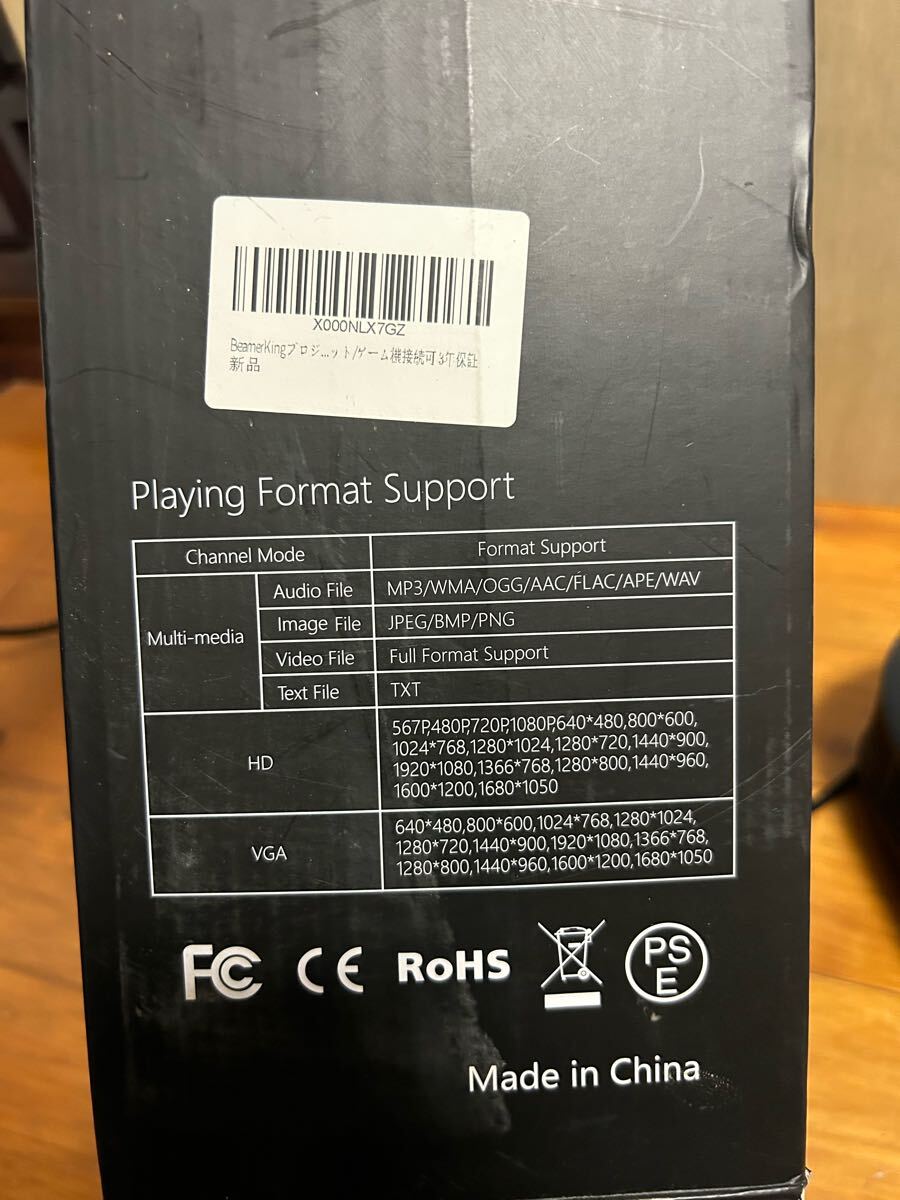 X000NLX7GZ
BeamerKingプロジ...ット/ゲーム機接続可 3年保証
新品
Playing Format Support
Channel Mode
Format Support
Multi-media
Audio File
MP3/WMA/OGG/AAC/FLAC/APE/WAV
Image File
JPEG/BMP/PNG
Video File
Full Format Support
Text File
TXT
HD
567P,480P,720P,1080P,640*480,800*600,
1024*768,1280*1024,1280*720,1440*900,
1920*1080,1366*768,1280*800,1440*960,
1600*1200,1680*1050
VGA
640*480,800*600,1024*768,1280*1024,
1280*720,1440*900,1920*1080,1366*768,
1280*800,1440*960,1600*1200,1680*1050
FC CE RoHS PSE
Made in China